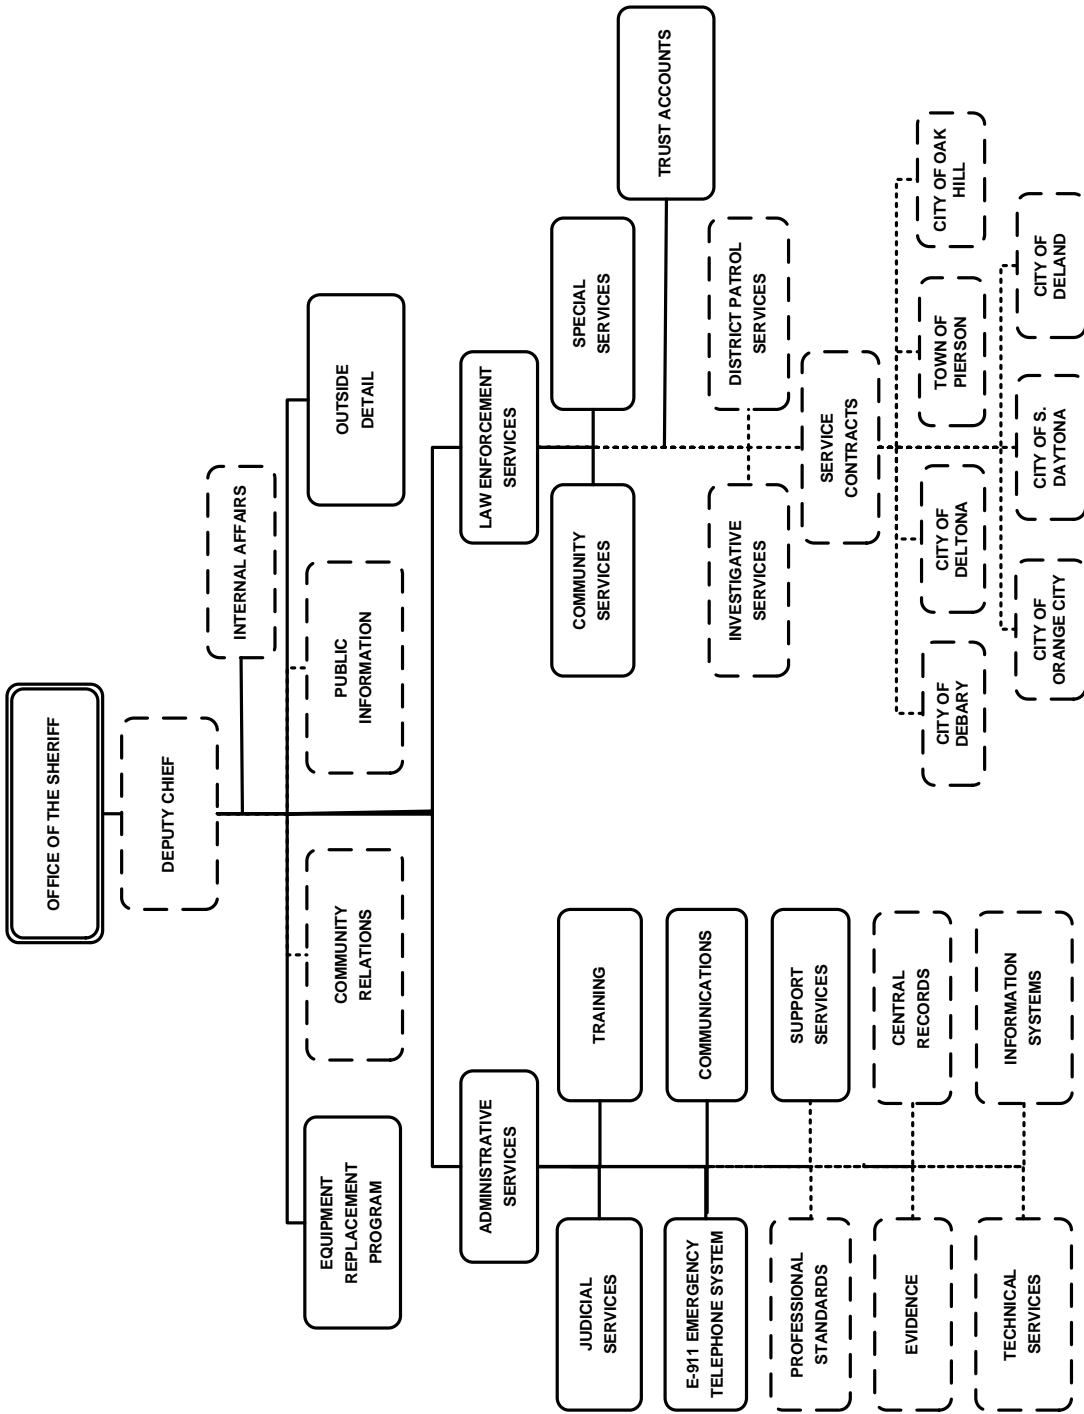 OFFICE OF THE SHERIFF
DEPUTY CHIEF
INTERNAL AFFAIRS
EQUIPMENT
REPLACEMENT
PROGRAM
COMMUNITY
RELATIONS
PUBLIC
INFORMATION
OUTSIDE
DETAIL
ADMINISTRATIVE
SERVICES
LAW ENFORCEMENT
SERVICES
JUDICIAL
SERVICES
TRAINING
COMMUNITY
SERVICES
SPECIAL
SERVICES
TRUST ACCOUNTS
E-911 EMERGENCY
TELEPHONE SYSTEM
COMMUNICATIONS
INVESTIGATIVE
SERVICES
DISTRICT PATROL
SERVICES
PROFESSIONAL
STANDARDS
SUPPORT
SERVICES
SERVICE
CONTRACTS
EVIDENCE
CENTRAL
RECORDS
CITY OF
DEBARY
CITY OF
DELTONA
TOWN OF
PIERSON
CITY OF OAK
HILL
TECHNICAL
SERVICES
INFORMATION
SYSTEMS
CITY OF
ORANGE CITY
CITY OF S.
DAYTONA
CITY OF
DELAND